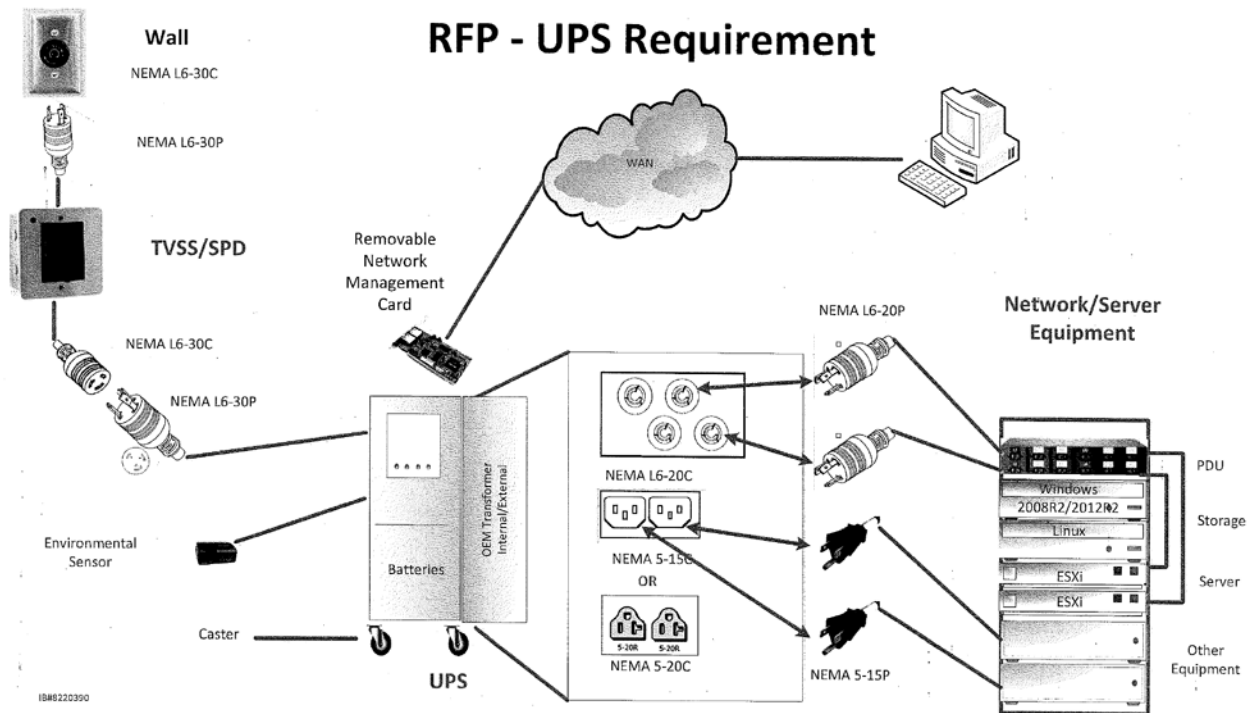 RFP - UPS Requirement
Wall
NEMA L6-30C
NEMA L6-30P
TVSS/SPD
NEMA L6-30C
NEMA L6-30P
WAN
Removable
Network
Management
Card
Environmental
Sensor
Caster
Batteries
OEM Transformer
Internal/External
UPS
NEMA L6-20C
NEMA 5-15C
OR
5-20R
5-20R
NEMA 5-20C
NEMA L6-20P
NEMA 5-15P
Network/Server
Equipment
Windows
2008R2/2012R2
Linux
ESXi
ESXi
PDU
Storage
Server
Other
Equipment
IB#8220390